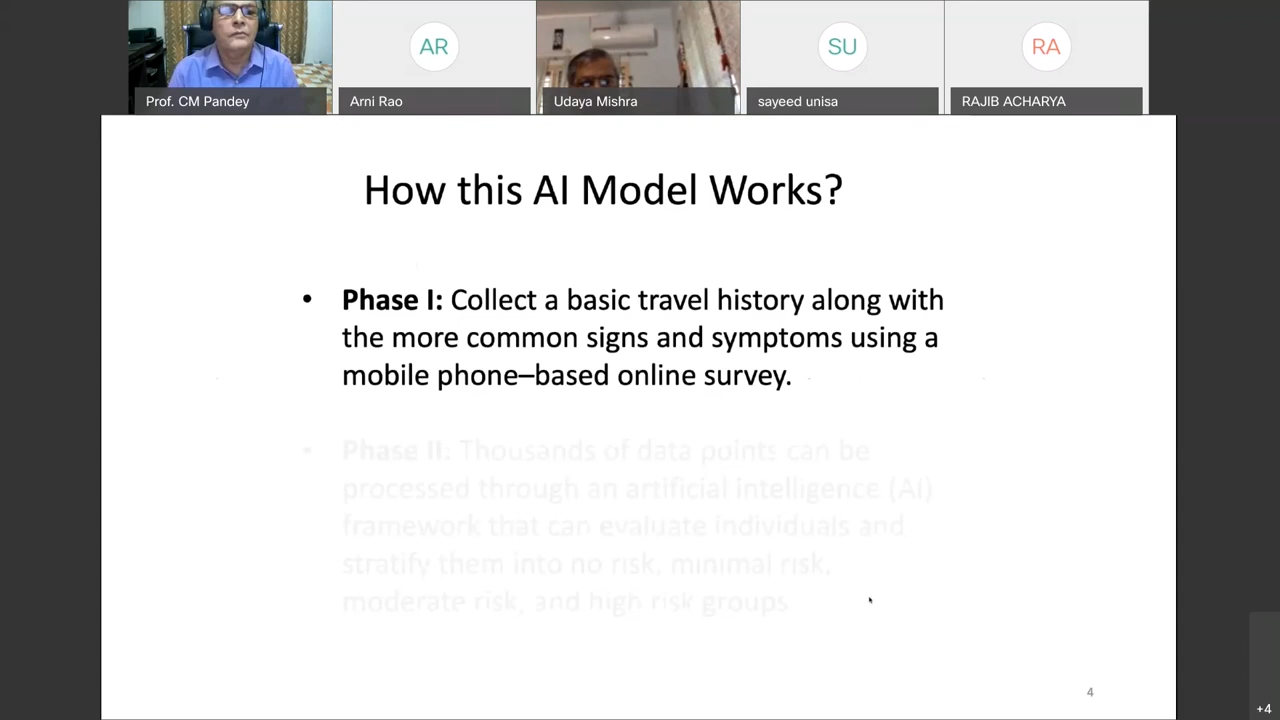 AR
SU
RA
Prof. CM Pandey
Arni Rao
Udaya Mishra
sayeed unisa
RAJIB ACHARYA
How this AI Model Works?
• Phase I: Collect a basic travel history along with
the more common signs and symptoms using a
mobile phone–based online survey.
• Phase II: Thousands of data points can be
processed through an artificial intelligence (AI)
framework that can evaluate individuals and
stratify them into no risk, minimal risk,
moderate risk, and high risk groups
4
+4